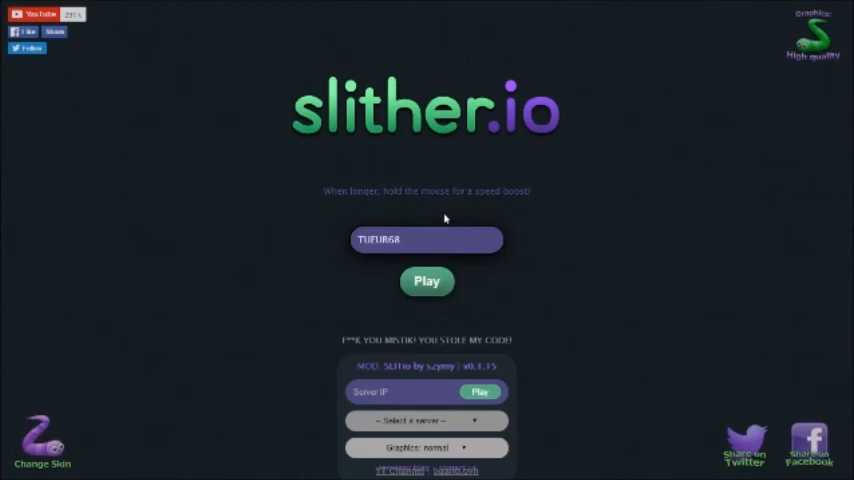 YouTube
Like Share
Follow
Graphics:
High quality
slither.io
When longer, hold the mouse for a speed boost!
TUEUR68
Play
F**K YOU MISTIK! YOU STOLE MY CODE!
MOD: SLITio by szymy | v0.1.15
Server IP Play
-- Select a server --
Graphics: normal
YT Channel
Change Skin
Share on
Twitter
Share on
Facebook